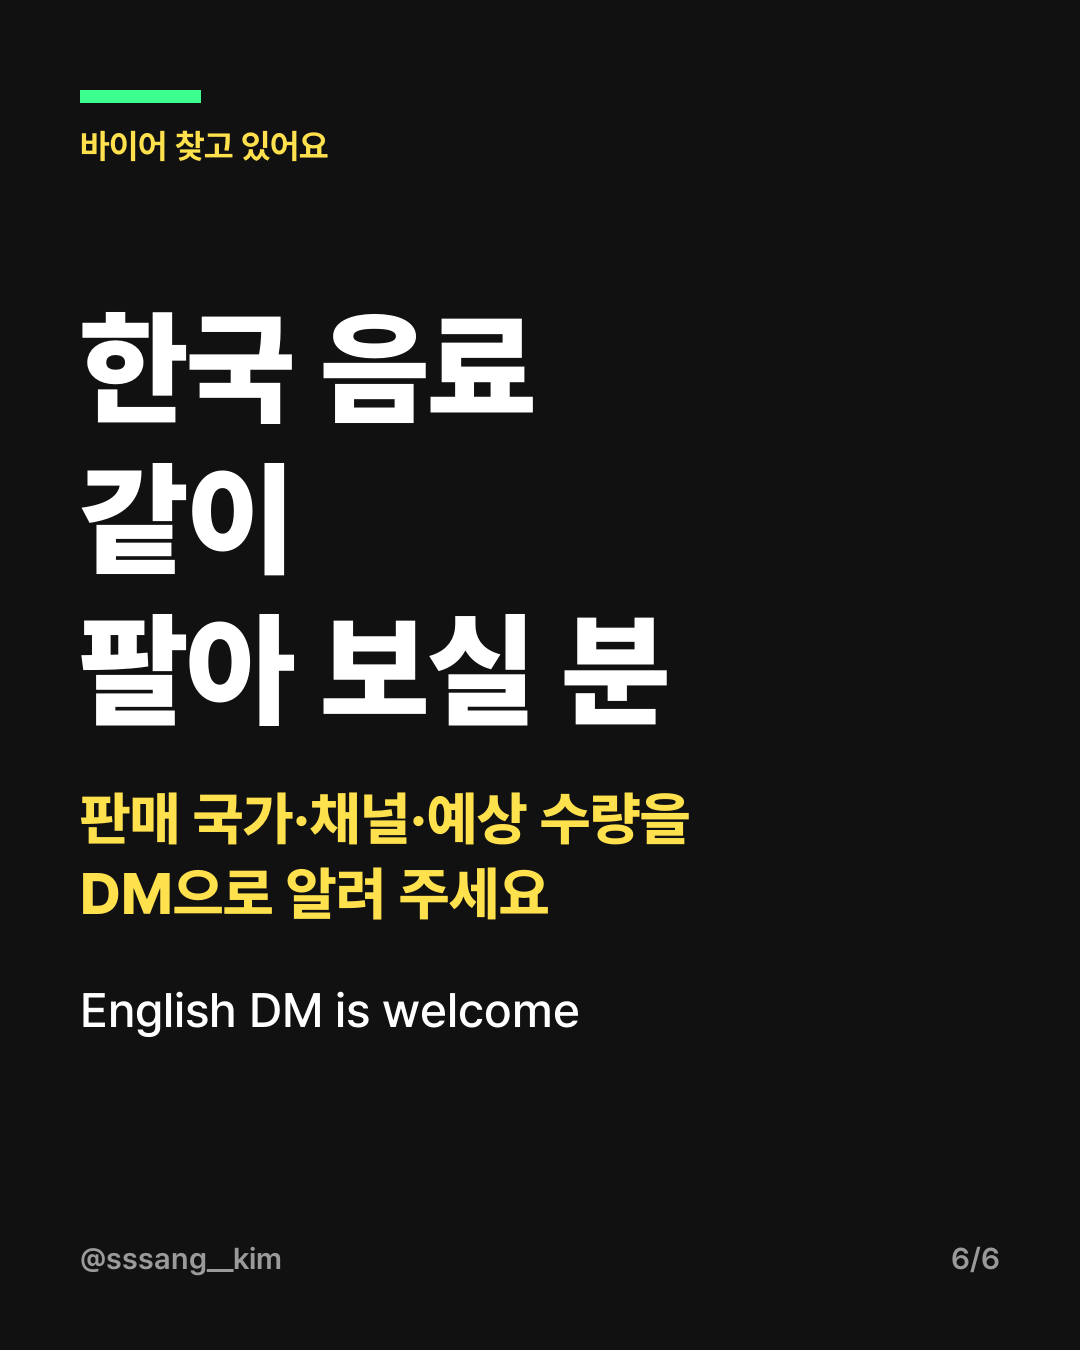 바이어 찾고 있어요
한국 음료
같이
팔아 보실 분
판매 국가·채널·예상 수량을
DM으로 알려 주세요
English DM is welcome
@sssang__kim
6/6